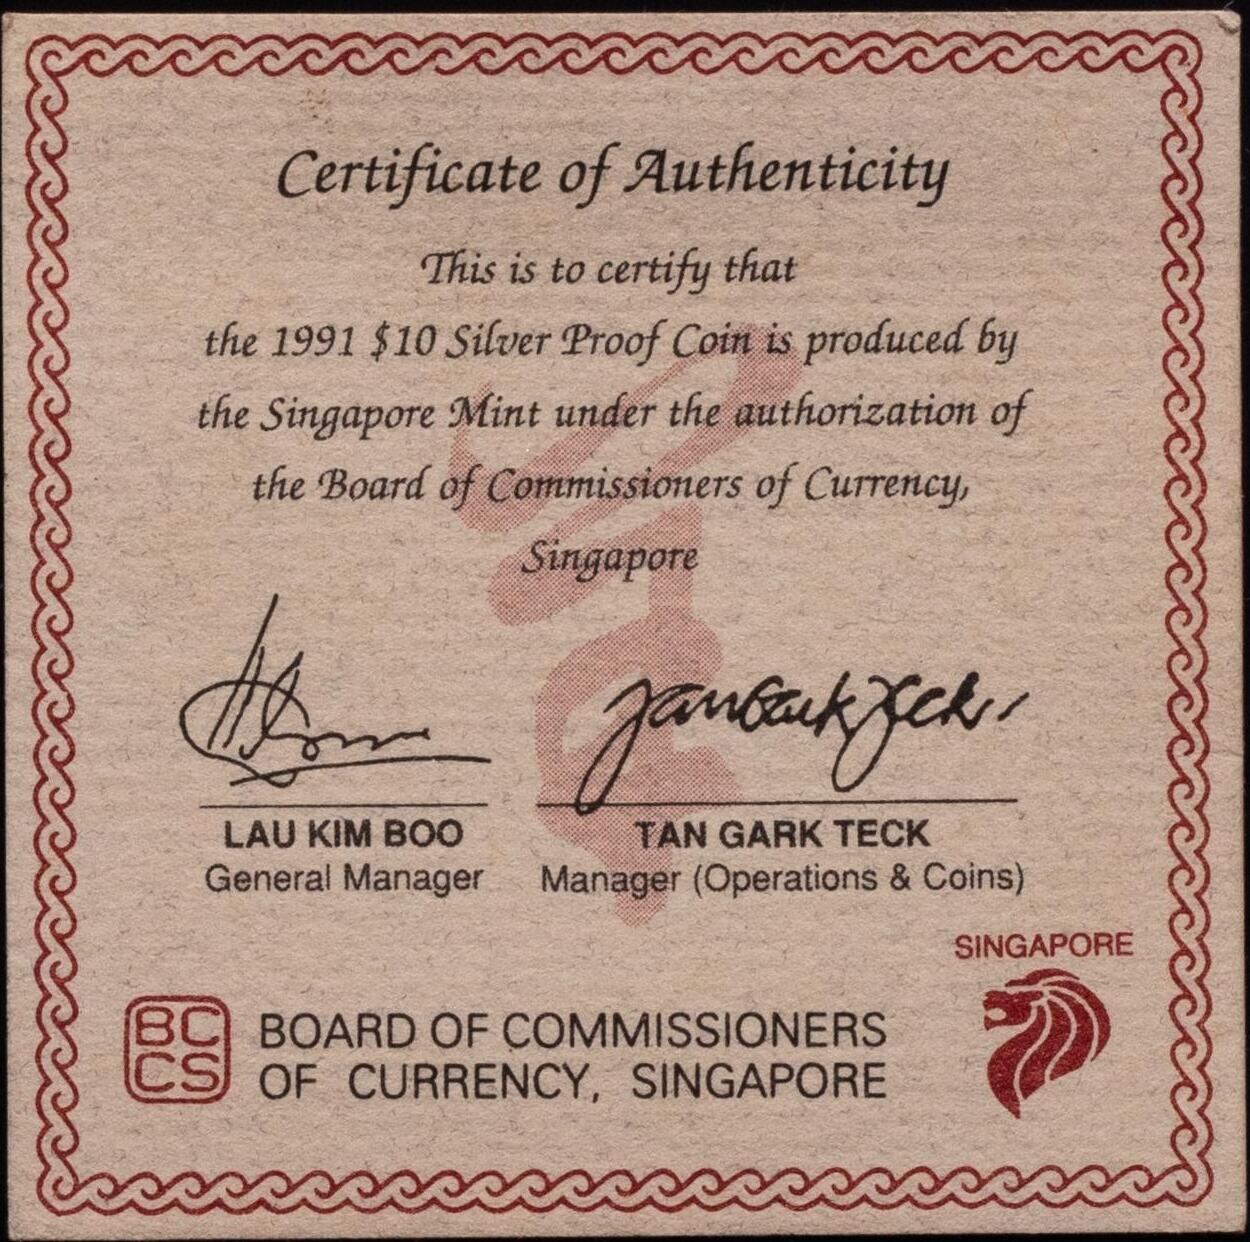 Certificate of Authenticity
This is to certify that
the 1991 $10 Silver Proof Coin is produced by
the Singapore Mint under the authorization of
the Board of Commissioners of Currency,
Singapore
LAU KIM BOO
General Manager
TAN GARK TECK
Manager (Operations & Coins)
SINGAPORE
BC
CS
BOARD OF COMMISSIONERS
OF CURRENCY, SINGAPORE